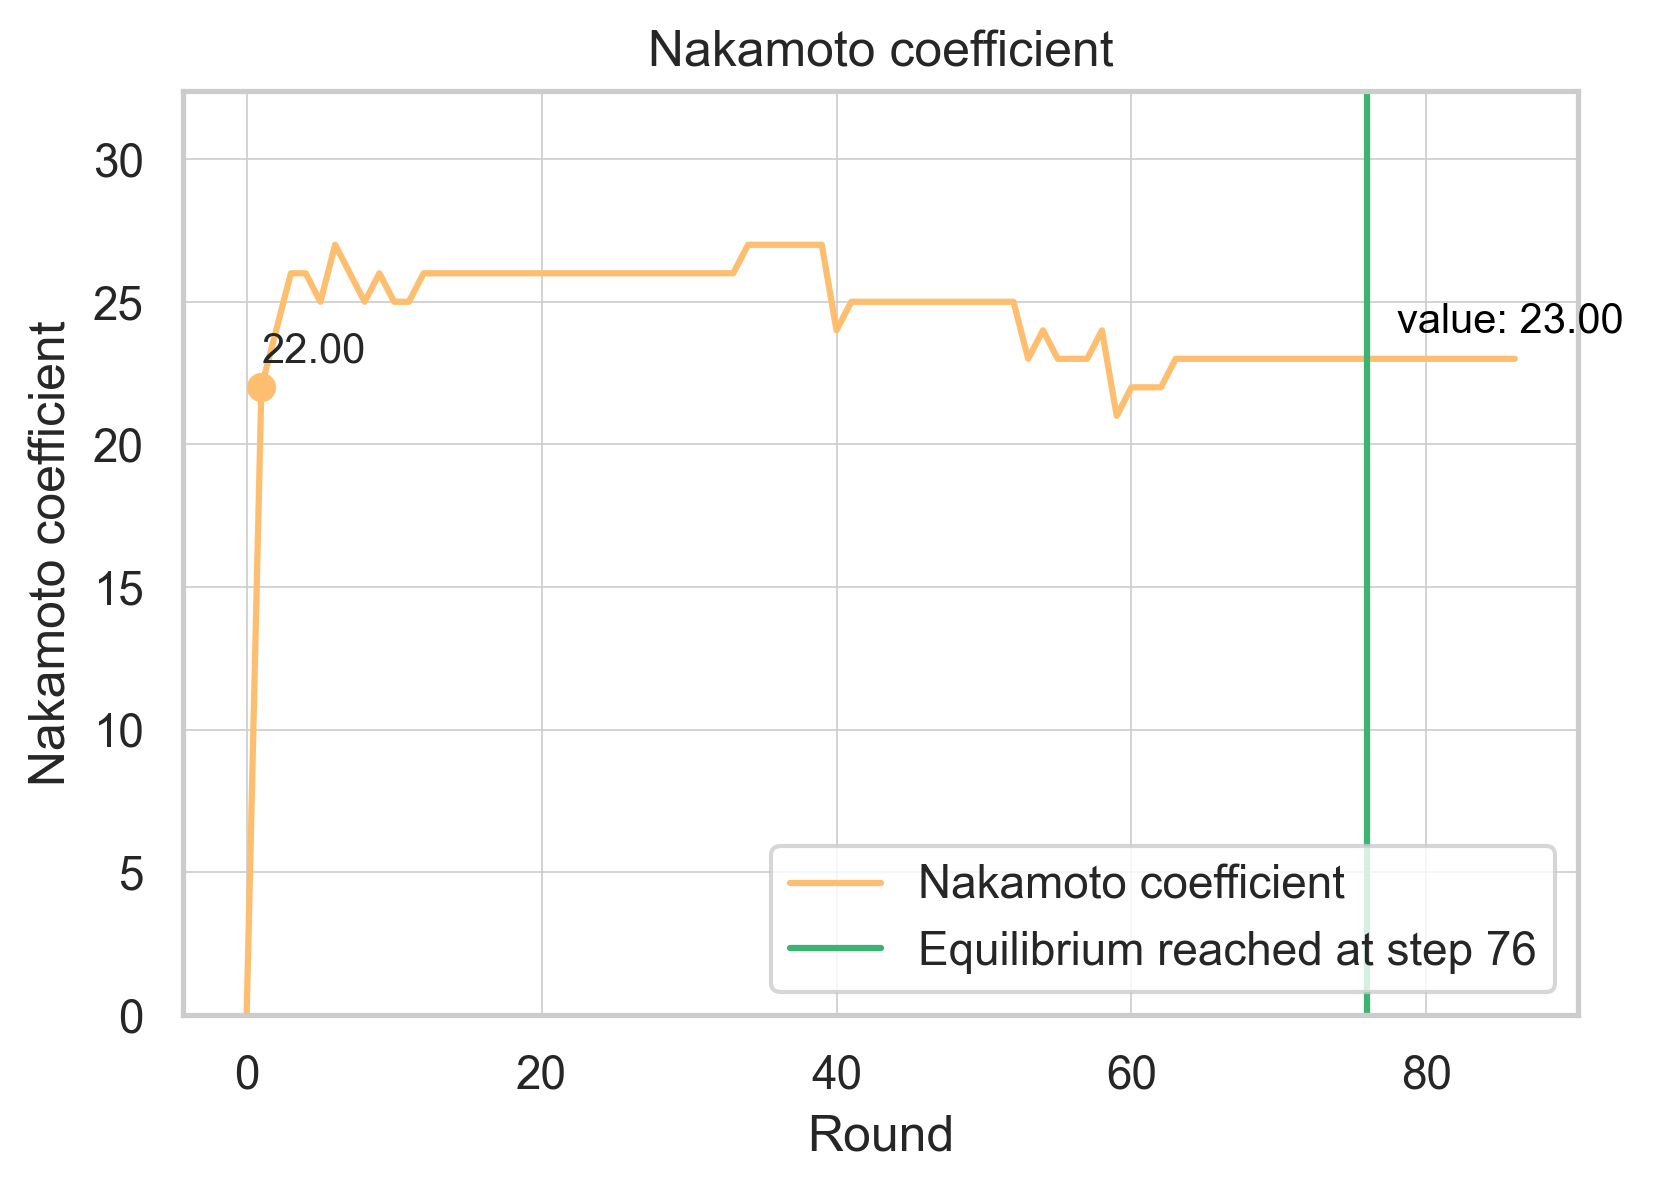 Nakamoto coefficient
Nakamoto coefficient
30
25
20
15
10
5
0
22.00
value: 23.00
Nakamoto coefficient
Equilibrium reached at step 76
0 20 40 60 80
Round